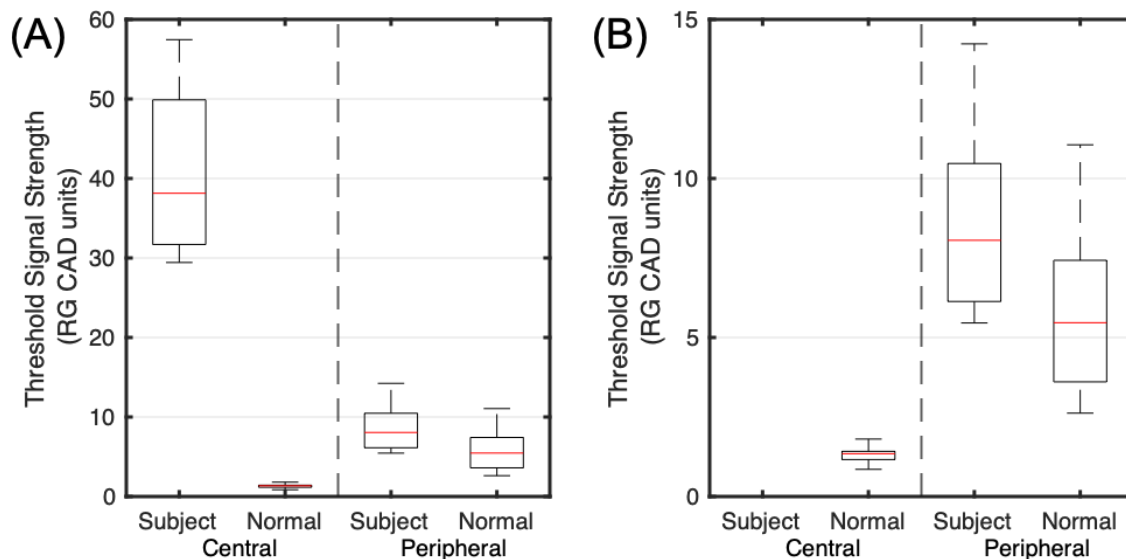 (A)
Threshold Signal Strength
(RG CAD units)
60
50
40
30
20
10
0
Subject Normal Subject Normal
Central Peripheral
(B)
Threshold Signal Strength
(RG CAD units)
15
10
5
0
Subject Normal Subject Normal
Central Peripheral